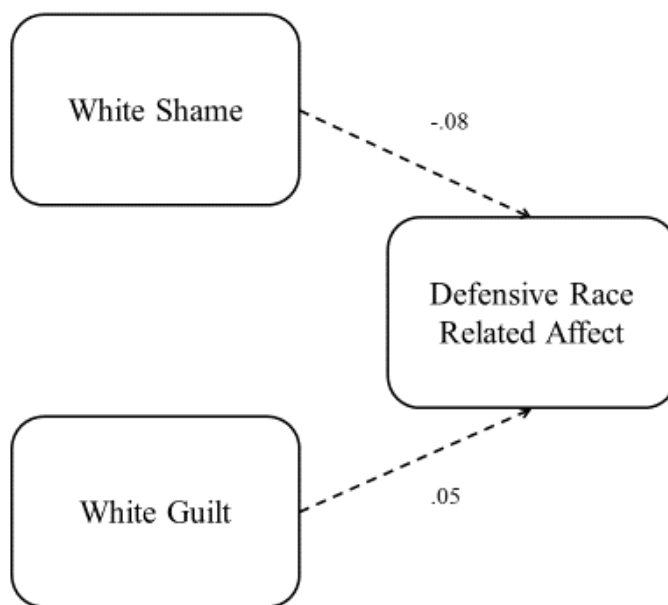 White Shame
-.08
Defensive Race
Related Affect
White Guilt
.05